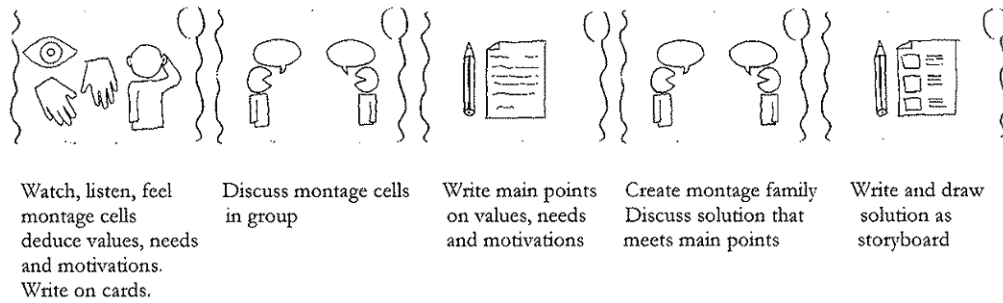 Watch, listen, feel
montage cells
deduce values, needs
and motivations.
Write on cards.
Discuss montage cells
in group
Write main points
on values, needs
and motivations
Create montage family
Discuss solution that
meets main points
Write and draw
solution as
storyboard